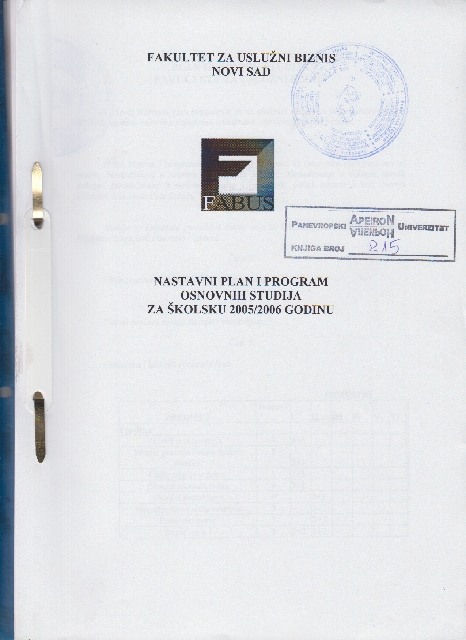 FAKULTET ZA USLUŽNI BIZNIS
NOVI SAD
FABUS
PANEVROPSKI APEIRON UNIVERZITET
KNJIGA BROJ 215
NASTAVNI PLAN I PROGRAM
OSNOVNIH STUDIJA
ZA ŠKOLSKU 2005/2006 GODINU